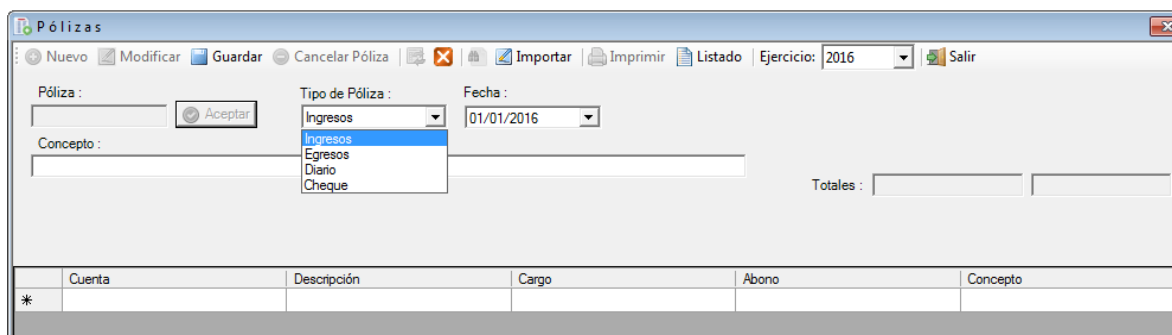 Pólizas
Nuevo Modificar Guardar Cancelar Póliza Importar Imprimir Listado Ejercicio: 2016 Salir
Póliza : Tipo de Póliza : Fecha :
Aceptar Ingresos 01/01/2016
Ingresos
Concepto :
Egresos
Diario
Cheque
Totales :
Cuenta Descripción Cargo Abono Concepto